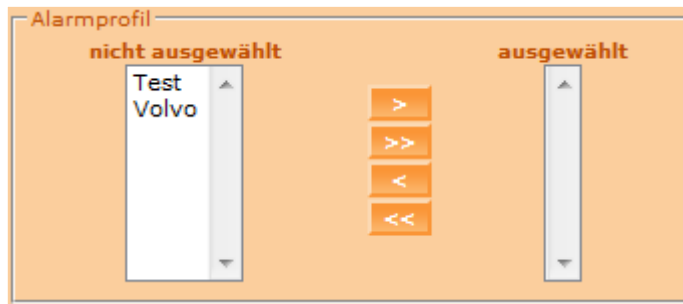 Alarmprofil
nicht ausgewählt
ausgewählt
Test
Volvo
>
>>
<
<<